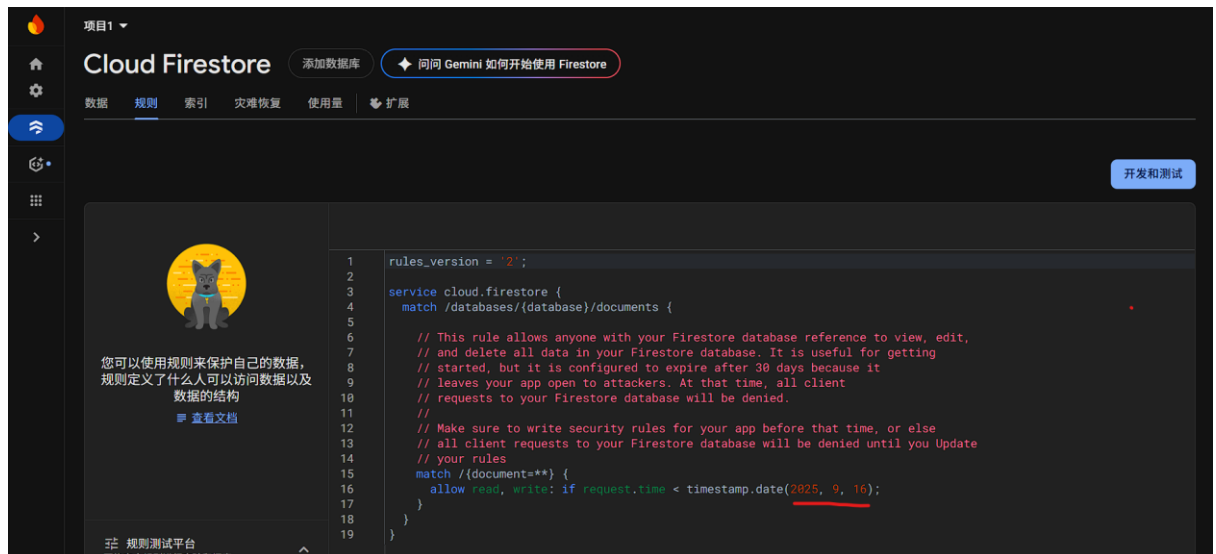 项目1
Cloud Firestore 添加数据库 问问 Gemini 如何开始使用 Firestore
数据 规则 索引 灾难恢复 使用量 扩展
开发和测试
您可以使用规则来保护自己的数据，
规则定义了什么人可以访问数据以及
数据的结构
查看文档
规则测试平台
1 rules_version = '2';
2
3 service cloud.firestore {
4 match /databases/{database}/documents {
5
6 // This rule allows anyone with your Firestore database reference to view, edit,
7 // and delete all data in your Firestore database. It is useful for getting
8 // started, but it is configured to expire after 30 days because it
9 // leaves your app open to attackers. At that time, all client
10 // requests to your Firestore database will be denied.
11 //
12 // Make sure to write security rules for your app before that time, or else
13 // all client requests to your Firestore database will be denied until you Update
14 // your rules
15 match /{document=**} {
16 allow read, write: if request.time < timestamp.date(2025, 9, 16);
17 }
18 }
19 }